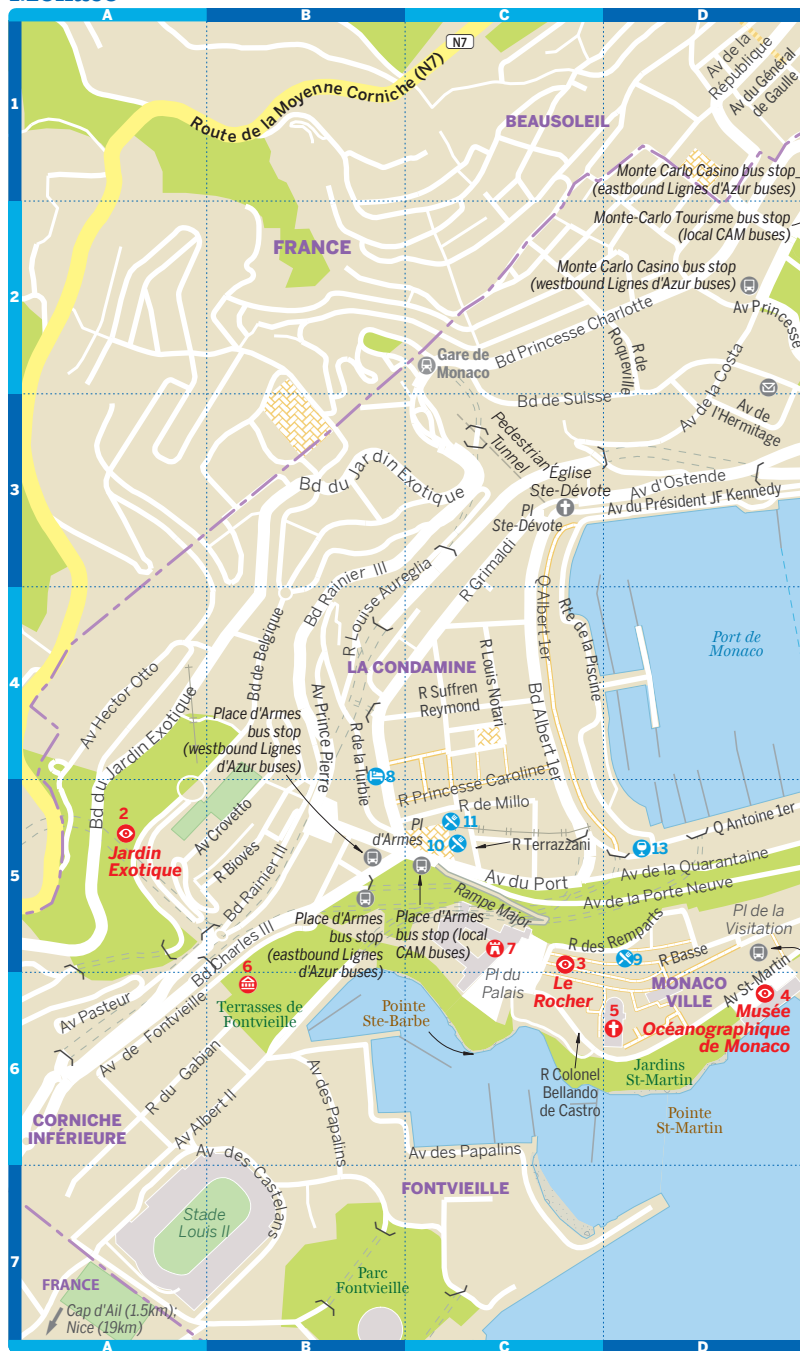 A
B
C
D
1
2
3
4
5
6
7
N7
Route de la Moyenne Corniche (N7)
BEAUSOLEIL
Av de la
République
Av du Général
de Gaulle
Monte Carlo Casino bus stop
(eastbound Lignes d'Azur buses)
Monte-Carlo Tourisme bus stop
(local CAM buses)
FRANCE
Monte Carlo Casino bus stop
(westbound Lignes d'Azur buses)
Av Princesse
Bd Princesse Charlotte
R de
Roqueville
Gare de
Monaco
Bd de Suisse
Av de la Costa
Av de
l'Hermitage
Pedestrian
Tunnel
Bd du Jardin Exotique
Église
Ste-Dévote
Pl
Ste-Dévote
Av d'Ostende
Av du Président JF Kennedy
R Grimaldi
Bd Rainier III
R Louise Aureglia
Q Albert 1er
Rte de la Piscine
Port de
Monaco
Bd de Belgique
LA CONDAMINE
R Suffren
Reymond
R Louis Notari
Bd Albert 1er
Av Hector Otto
Bd du Jardin Exotique
Place d'Armes
bus stop
(westbound Lignes
d'Azur buses)
Av Prince Pierre
R de la Turbie
8
R Princesse Caroline
R de Millo
11
Pl
d'Armes
10
R Terrazzani
2
Jardin
Exotique
Av Crovetto
R Biovès
Bd Rainier III
13
Q Antoine 1er
Av du Port
Av de la Quarantaine
Av de la Porte Neuve
Rampe Major
Place d'Armes
bus stop
(eastbound Lignes
d'Azur buses)
Place d'Armes
bus stop (local
CAM buses)
7
R des Remparts
Pl de la
Visitation
9
R Basse
3
Le
Rocher
Pl du
Palais
MONACO
VILLE
Av St-Martin
4
Musée
Océanographique
de Monaco
5
Bd Charles III
6
Terrasses de
Fontvieille
Av Pasteur
Av de Fontvieille
Pointe
Ste-Barbe
R Colonel
Bellando
de Castro
Jardins
St-Martin
Pointe
St-Martin
R du Gabian
Av Albert II
Av des Papalins
CORNICHE
INFÉRIEURE
Av des Castelans
Av des Papalins
FONTVIEILLE
Stade
Louis II
Parc
Fontvieille
FRANCE
Cap d'Ail (1.5km);
Nice (19km)
A
B
C
D